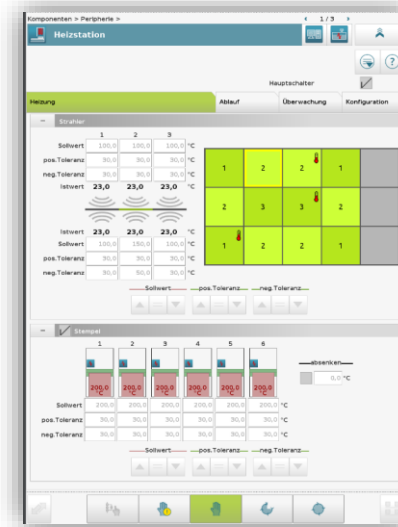 Komponenten > Peripherie >
1/3
Heizstation
?
Hauptschalter
Heizung Ablauf Überwachung Konfiguration
Strahler
1 2 3
Sollwert 100,0 100,0 100,0 °C
pos.Toleranz 30,0 30,0 30,0 °C
neg.Toleranz 30,0 30,0 30,0 °C
Istwert 23,0 23,0 23,0 °C
1 2 2 1
2 3 3 2
1 2 2 1
Istwert 23,0 23,0 23,0 °C
Sollwert 100,0 150,0 100,0 °C
pos.Toleranz 30,0 30,0 30,0 °C
neg.Toleranz 30,0 50,0 30,0 °C
Sollwert pos.Toleranz neg.Toleranz
Stempel
1 2 3 4 5 6
absenken
0,0 °C
200,0 °C 200,0 °C 200,0 °C 200,0 °C 200,0 °C 200,0 °C
Sollwert 200,0 200,0 200,0 200,0 200,0 200,0 °C
pos.Toleranz 30,0 30,0 30,0 30,0 30,0 30,0 °C
neg.Toleranz 30,0 30,0 30,0 30,0 30,0 30,0 °C
Sollwert pos.Toleranz neg.Toleranz